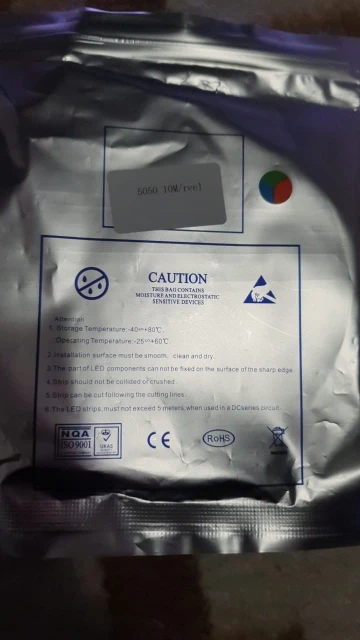 5050 10M/reel
CAUTION
THIS BAG CONTAINS
MOISTURE AND ELECTROSTATIC
SENSITIVE DEVICES
Attention
1. Storage Temperature:-40~+80℃.
Operating Temperature:-25~+60℃.
2.Installation surface must be smooth, clean and dry.
3.The part of LED components can not be fixed on the surface of the sharp edge
4.Strip should not be collided or crushed.
5.Strip can be cut following the cutting lines.
6.The LED strips, must not exceed 5 meters, when used in a DC series circuit.
NQA
ISO 9001
UKAS
CE
RoHS